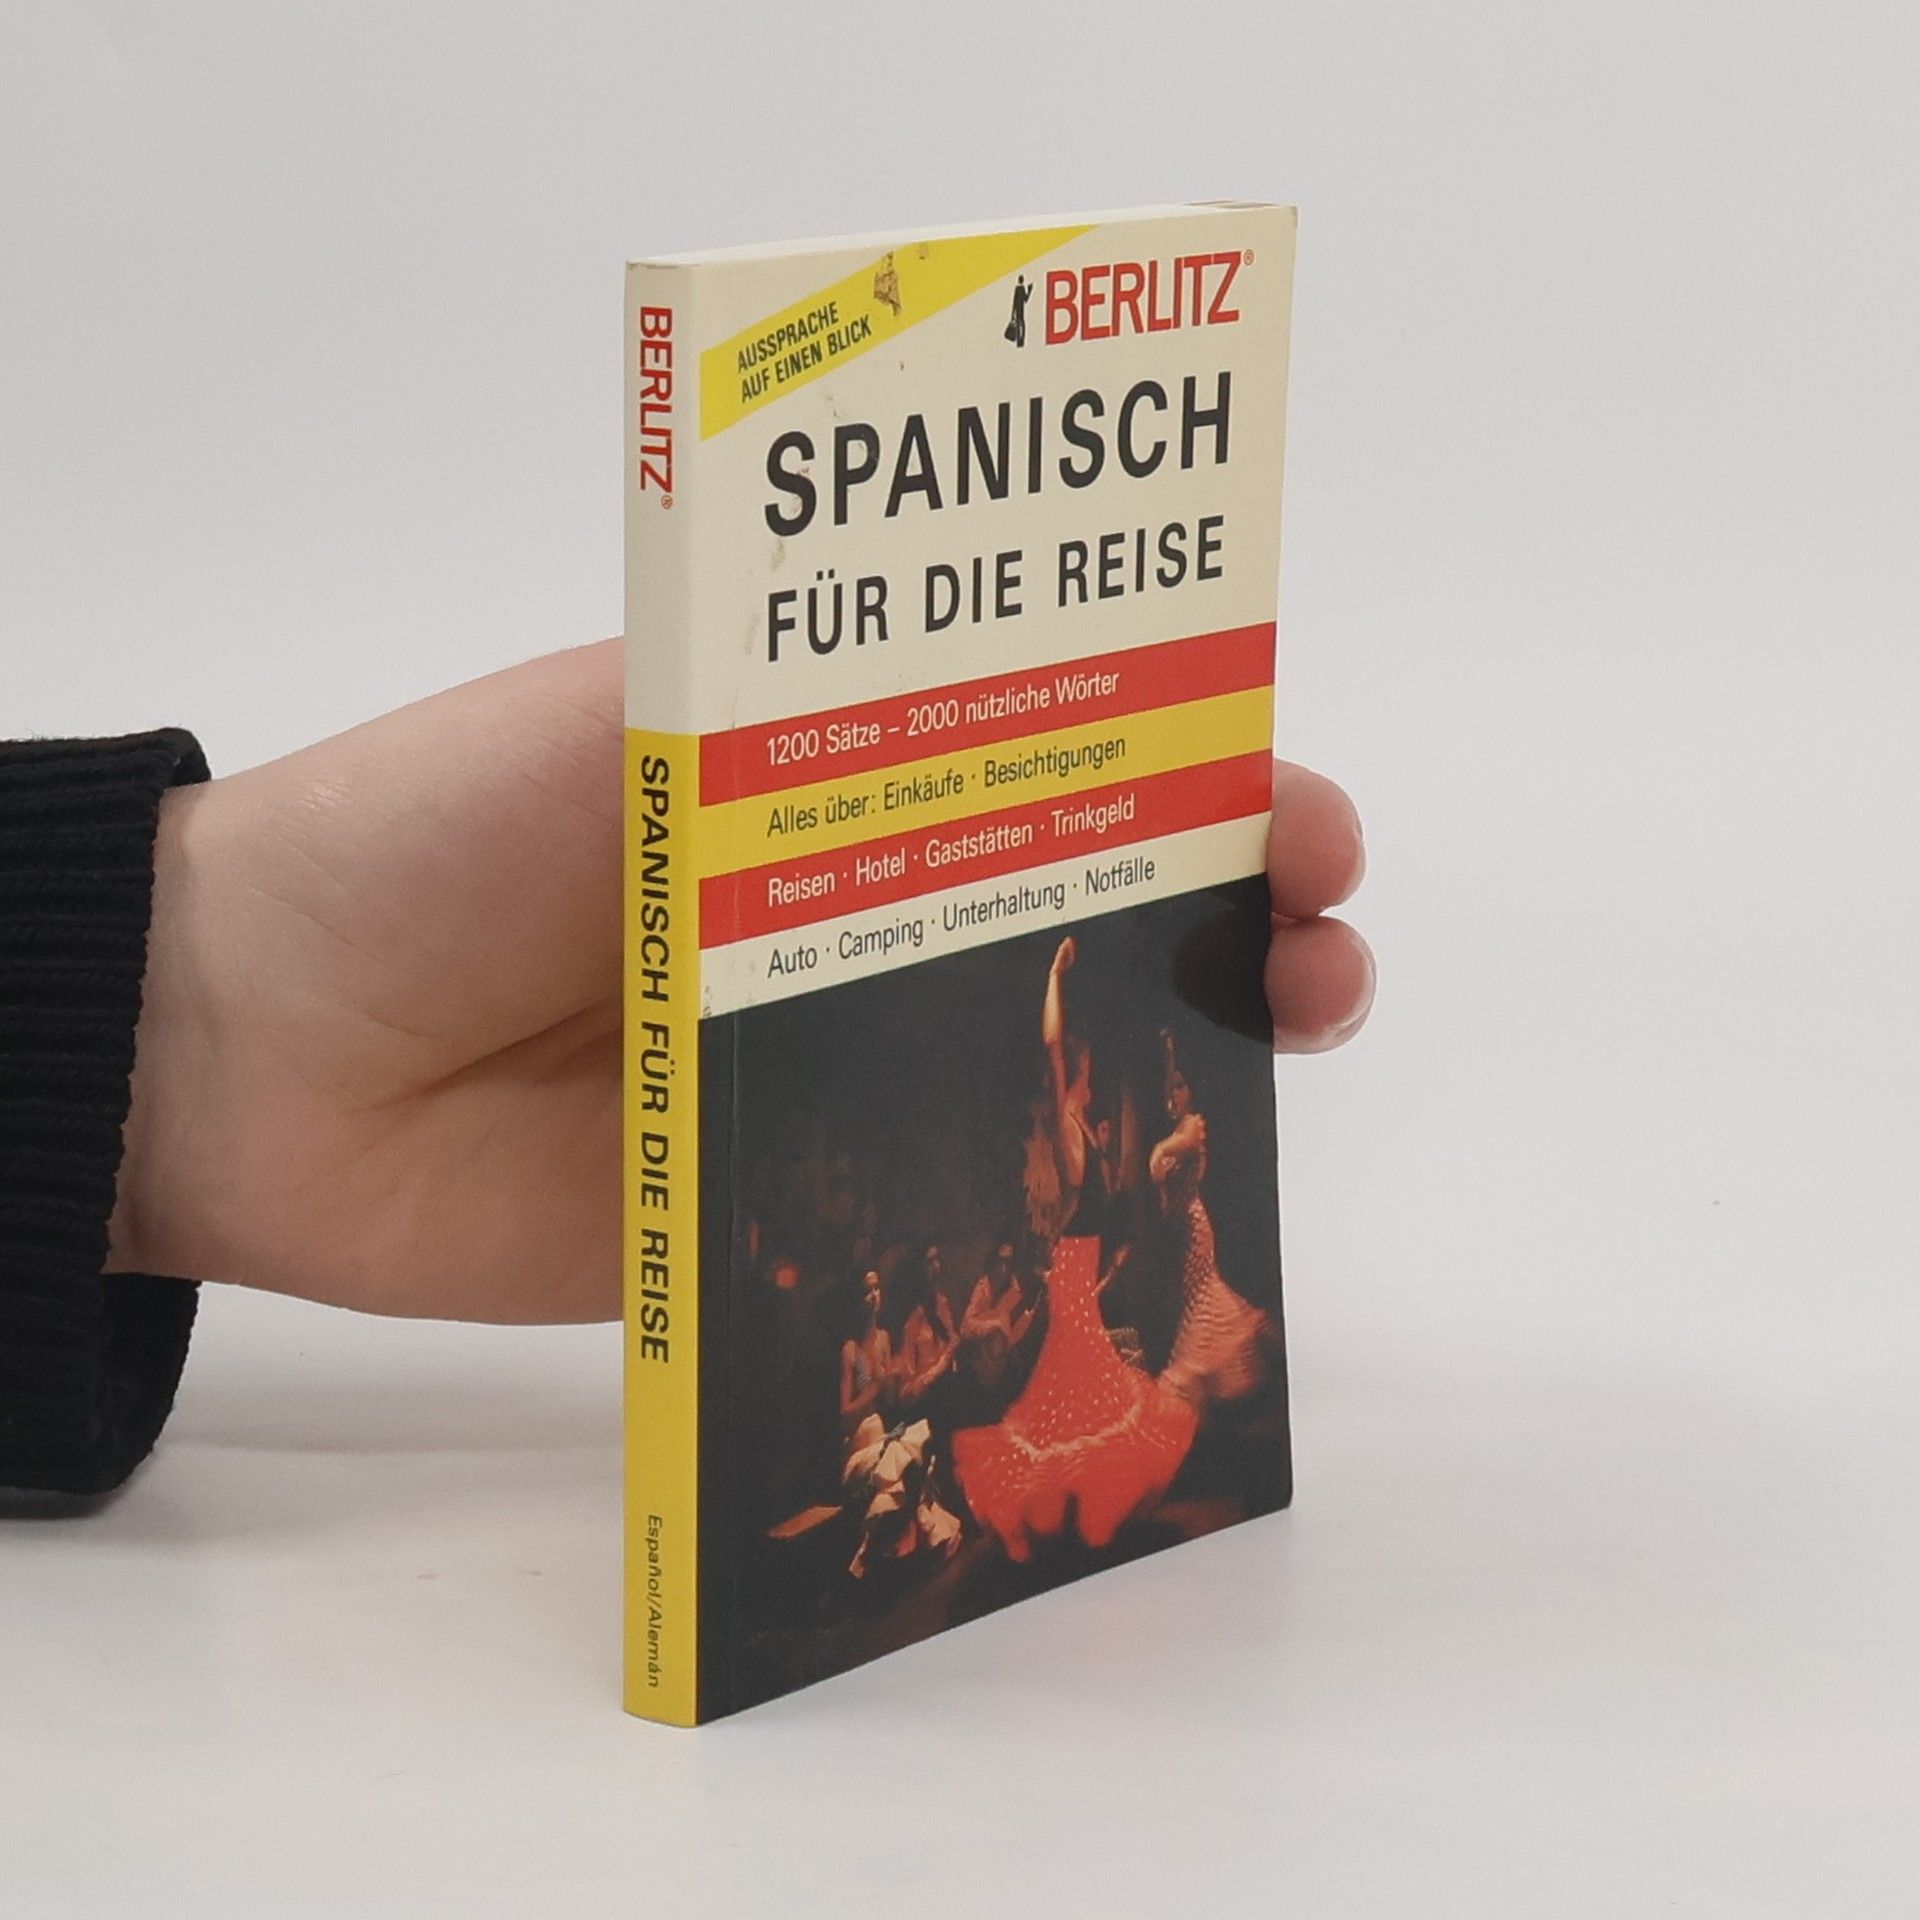 BERLITZ®
SPANISCH FÜR DIE REISE
Español/Alemán
AUSSPRACHE
AUF EINEN BLICK
BERLITZ®
SPANISCH
FÜR DIE REISE
1200 Sätze – 2000 nützliche Wörter
Alles über: Einkäufe · Besichtigungen
Reisen · Hotel · Gaststätten · Trinkgeld
Auto · Camping · Unterhaltung · Notfälle